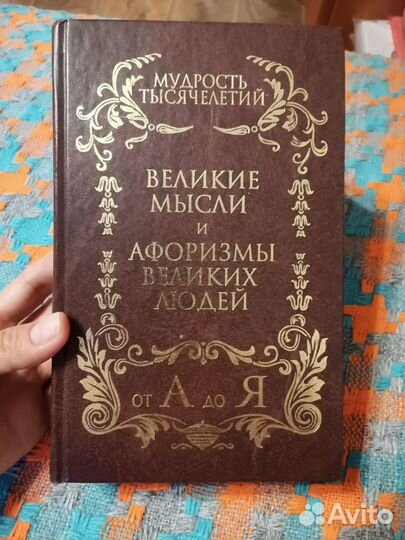 МУДРОСТЬ
ТЫСЯЧЕЛЕТИЙ
ВЕЛИКИЕ
МЫСЛИ
И
АФОРИЗМЫ
ВЕЛИКИХ
ЛЮДЕЙ
ОТ А ДО Я
Avito